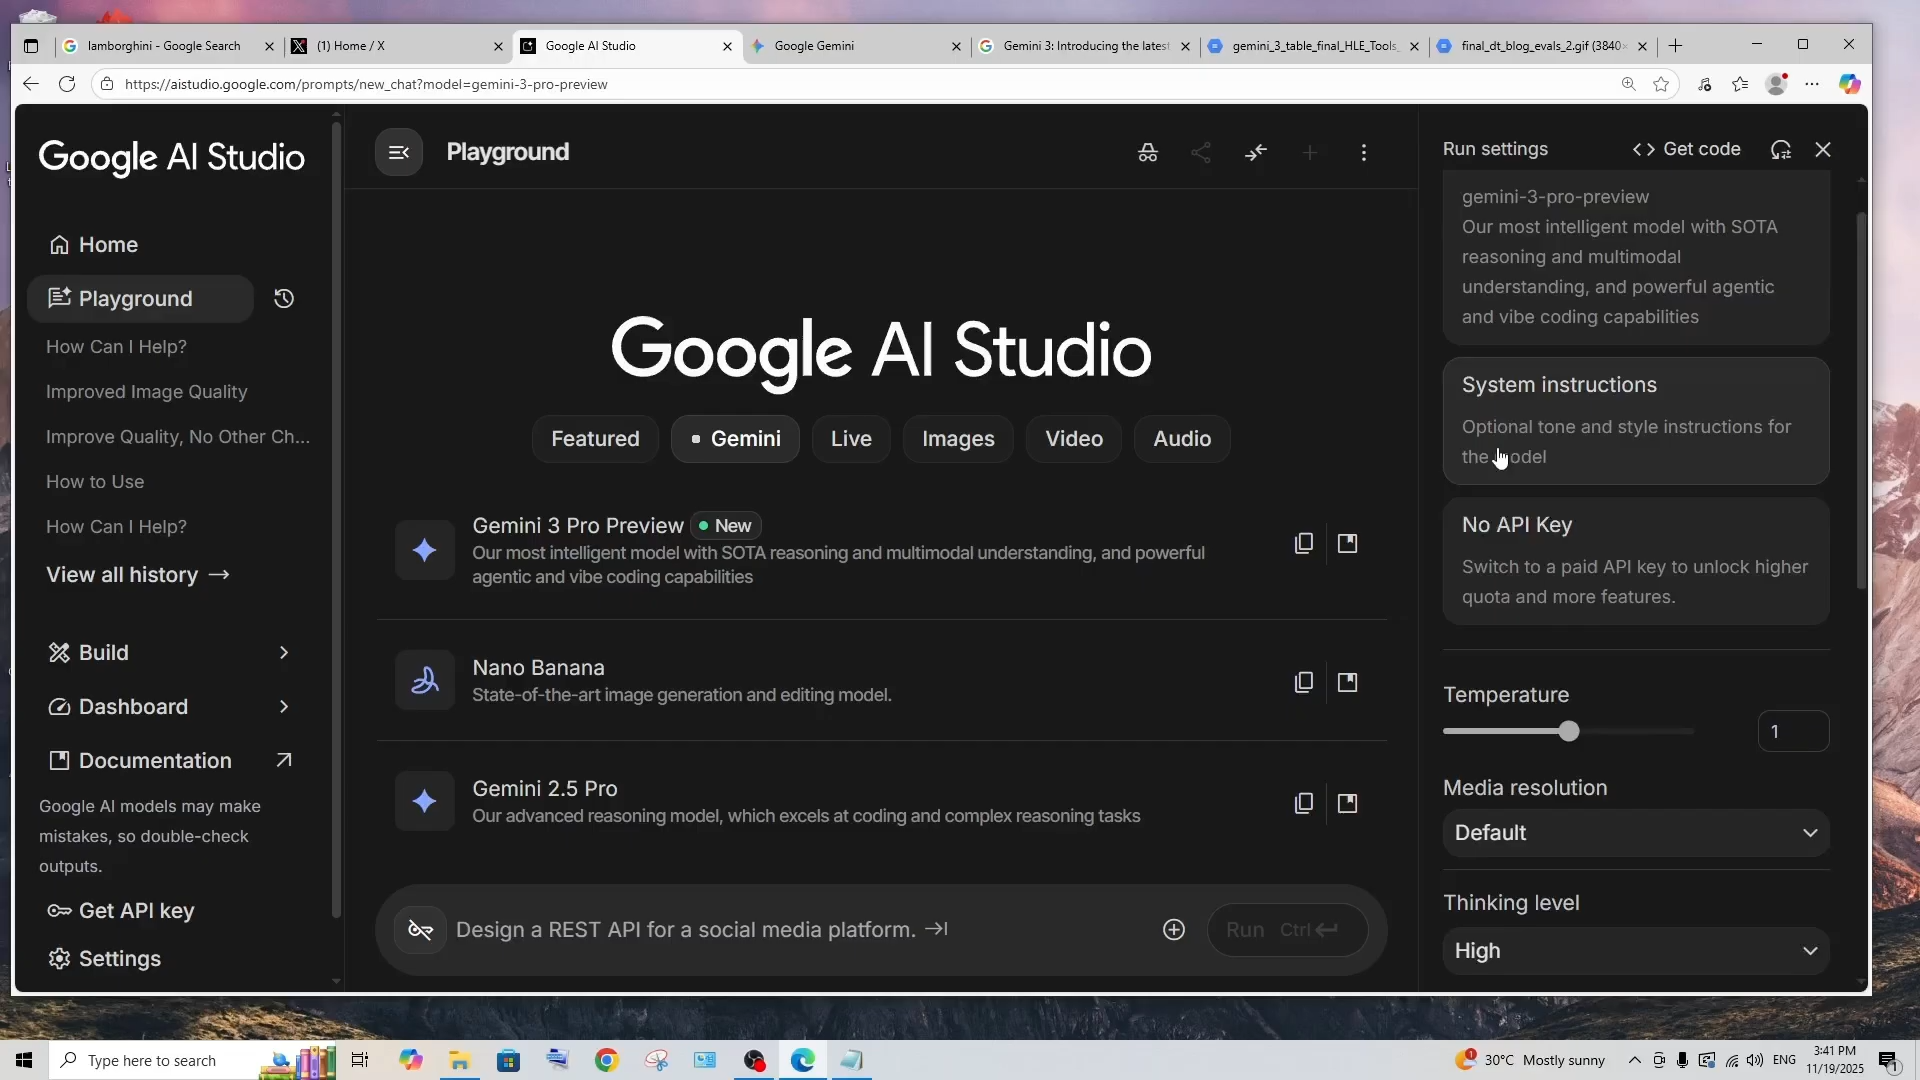 lamborghini - Google Search
(1) Home / X
Google AI Studio
Google Gemini
Gemini 3: Introducing the latest
gemini_3_table_final_HLE_Tools_
final_dt_blog_evals_2.gif (3840×
https://aistudio.google.com/prompts/new_chat?model=gemini-3-pro-preview
Google AI Studio
Home
Playground
How Can I Help?
Improved Image Quality
Improve Quality, No Other Ch...
How to Use
How Can I Help?
View all history →
Build
Dashboard
Documentation
Google AI models may make
mistakes, so double-check
outputs.
Get API key
Settings
Playground
Google AI Studio
Featured
Gemini
Live
Images
Video
Audio
Gemini 3 Pro Preview
New
Our most intelligent model with SOTA reasoning and multimodal understanding, and powerful
agentic and vibe coding capabilities
Nano Banana
State-of-the-art image generation and editing model.
Gemini 2.5 Pro
Our advanced reasoning model, which excels at coding and complex reasoning tasks
Design a REST API for a social media platform.
Run Ctrl
Run settings
<> Get code
gemini-3-pro-preview
Our most intelligent model with SOTA
reasoning and multimodal
understanding, and powerful agentic
and vibe coding capabilities
System instructions
Optional tone and style instructions for
the model
No API Key
Switch to a paid API key to unlock higher
quota and more features.
Temperature
1
Media resolution
Default
Thinking level
High
Type here to search
30°C Mostly sunny
ENG
3:41 PM
11/19/2025